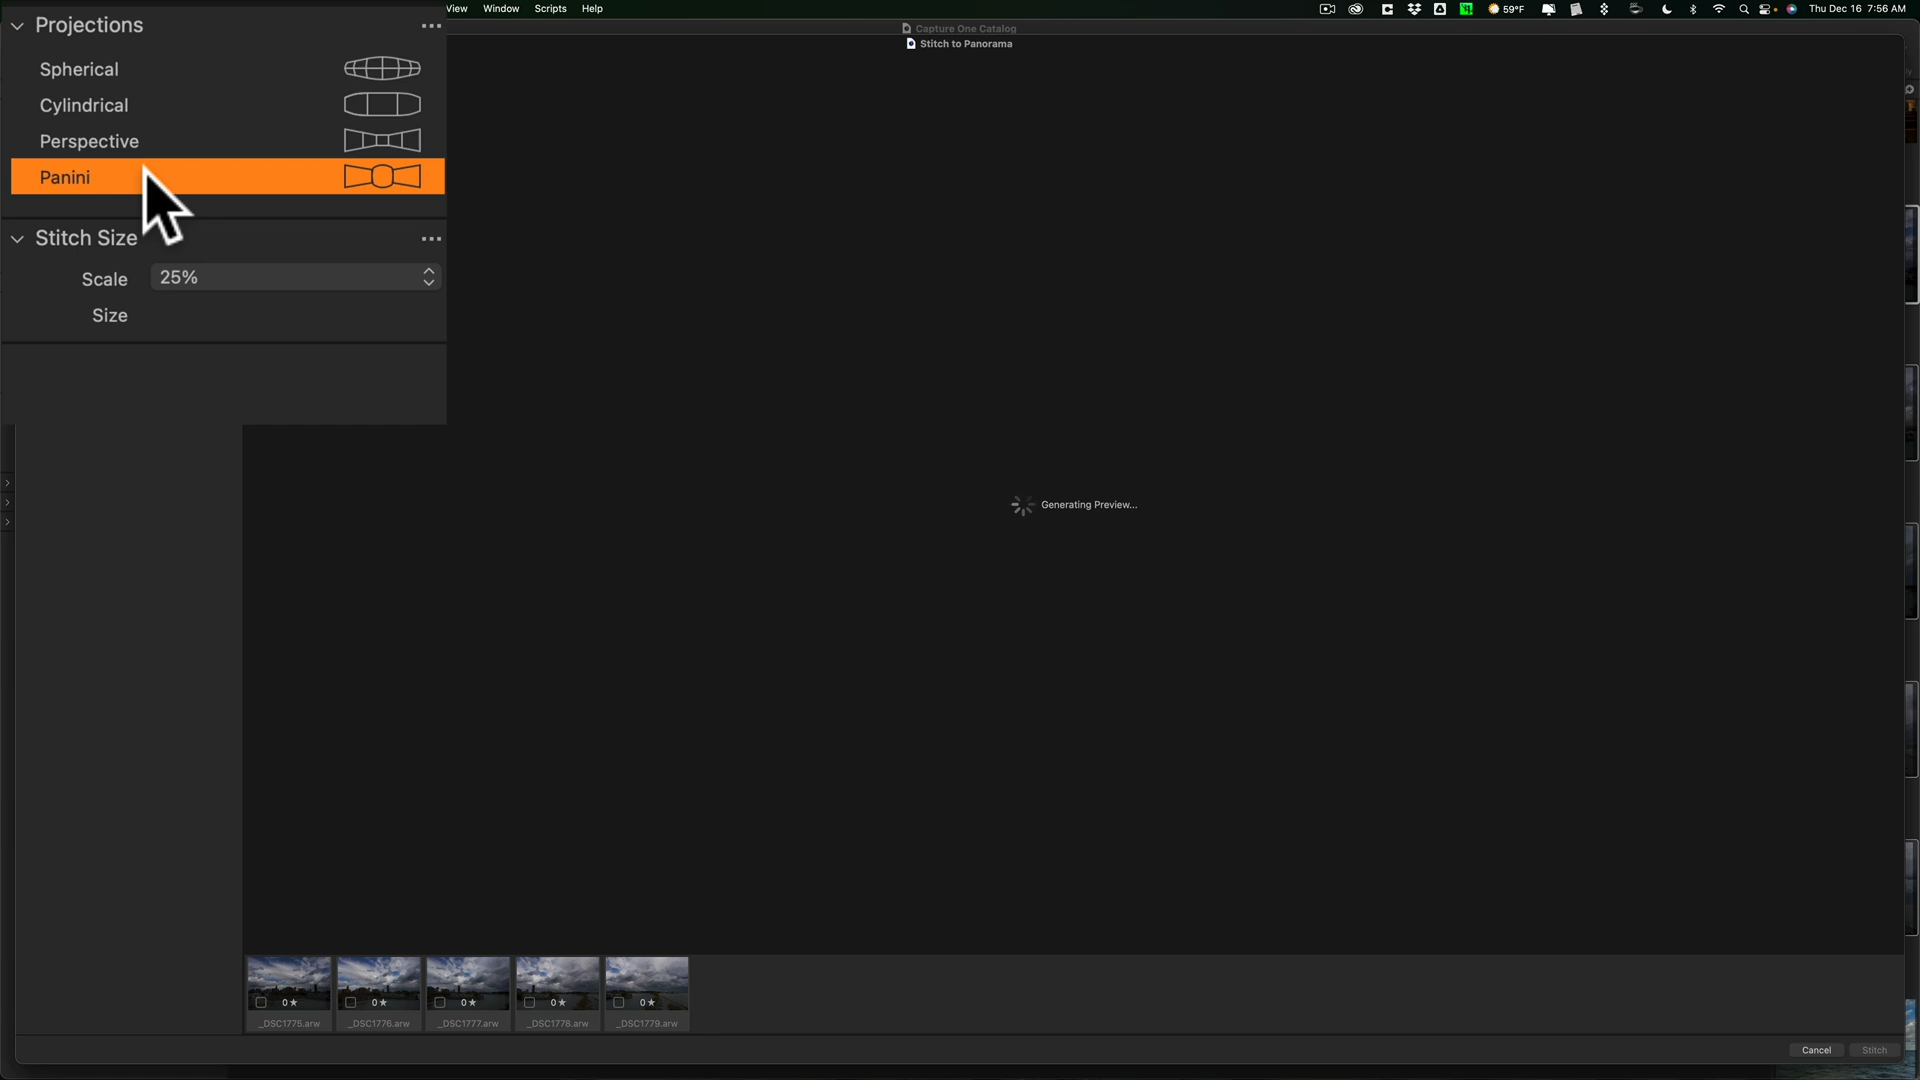 View Window Scripts Help
59°F
Thu Dec 16 7:56 AM
Capture One Catalog
Stitch to Panorama
Projections
Spherical
Cylindrical
Perspective
Panini
Stitch Size
Scale 25%
Size
Generating Preview...
0★ 0★ 0★ 0★ 0★
_DSC1775.arw _DSC1776.arw _DSC1777.arw _DSC1778.arw _DSC1779.arw
Cancel Stitch